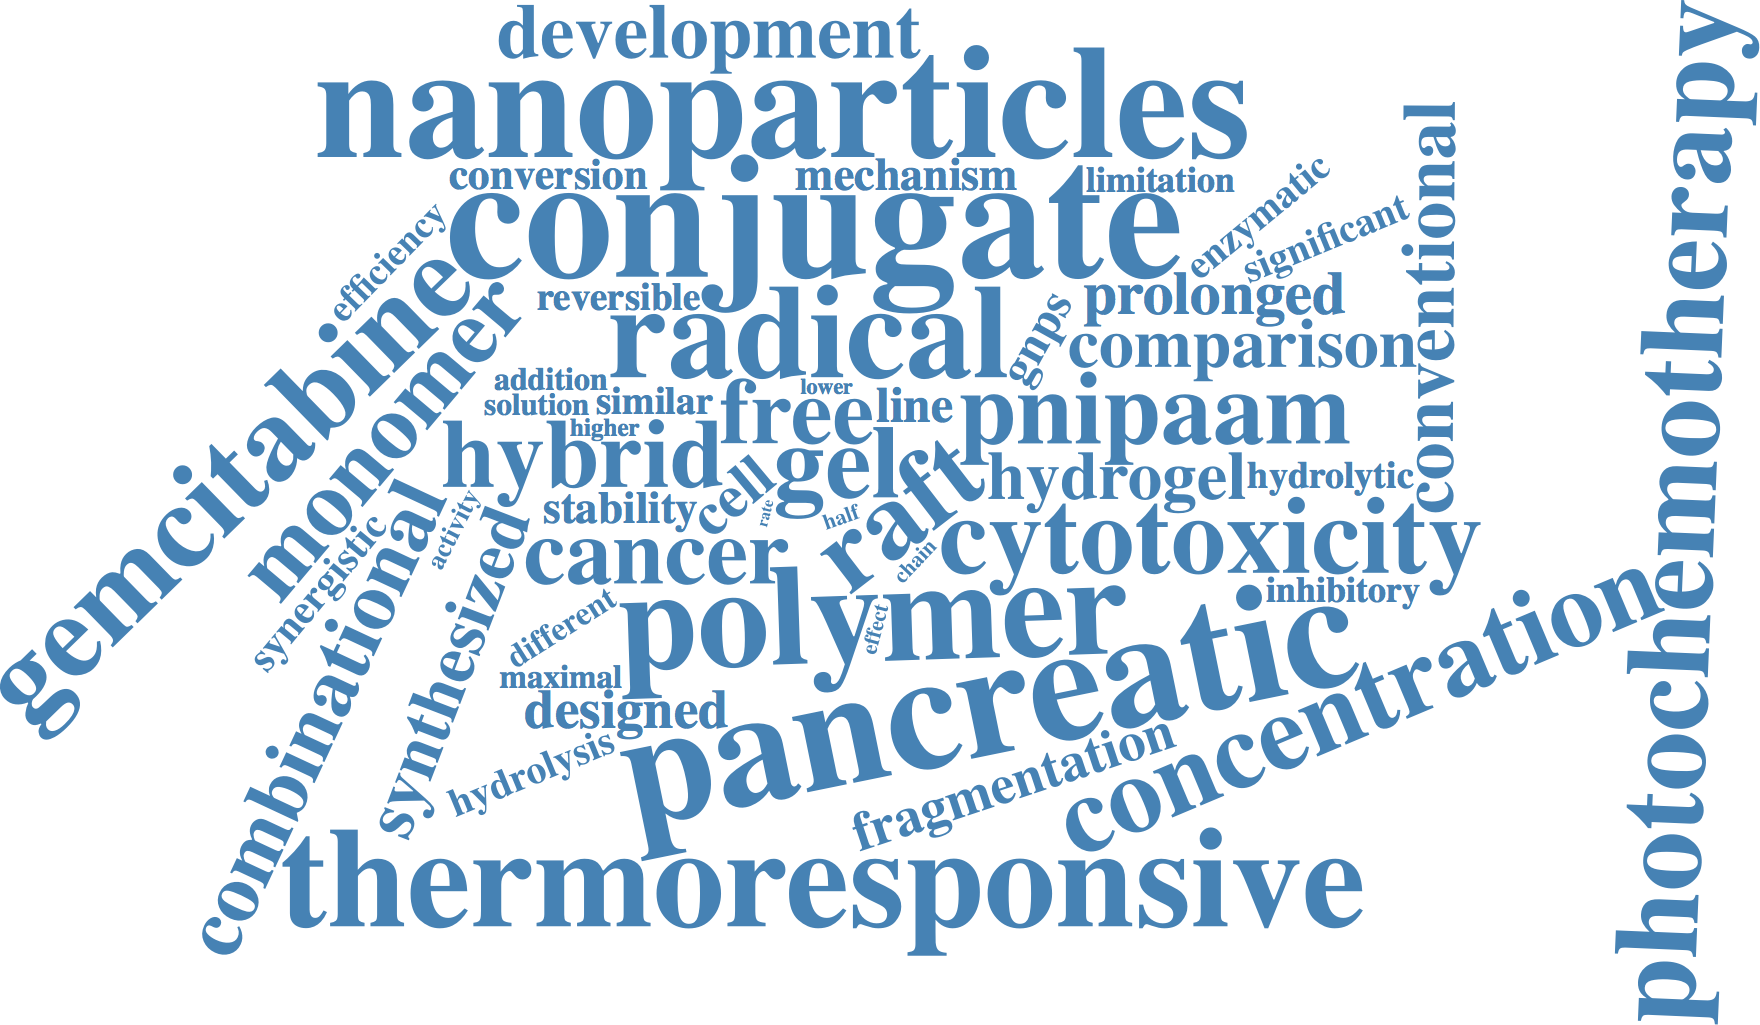 development
nanoparticles
conversion
mechanism
limitation
conjugate
enzymatic
significant
conventional
photochemotherapy
efficiency
gemcitabine
monomer
reversible
radical
gnps
prolonged
comparison
addition
solution
similar
lower
higher
free
line
pnipaam
hybrid
gel
cell
raft
hydrogel
hydrolytic
stability
rate
half
chain
cytotoxicity
cancer
combinational
synergistic
activity
synthesized
different
polymer
effect
inhibitory
maximal
designed
pancreatic
concentration
hydrolysis
fragmentation
thermoresponsive